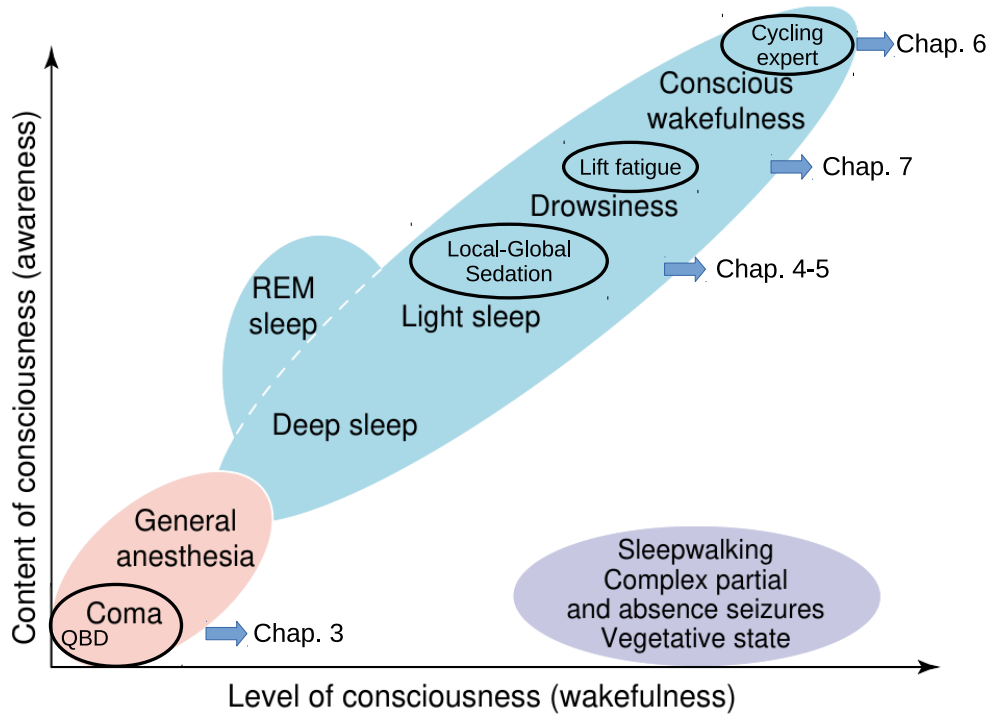 Content of consciousness (awareness)
Cycling
expert
Chap. 6
Conscious
wakefulness
Lift fatigue
Chap. 7
Drowsiness
Local-Global
Sedation
Chap. 4-5
REM
sleep
Light sleep
Deep sleep
General
anesthesia
Sleepwalking
Complex partial
and absence seizures
Vegetative state
Coma
QBD
Chap. 3
Level of consciousness (wakefulness)